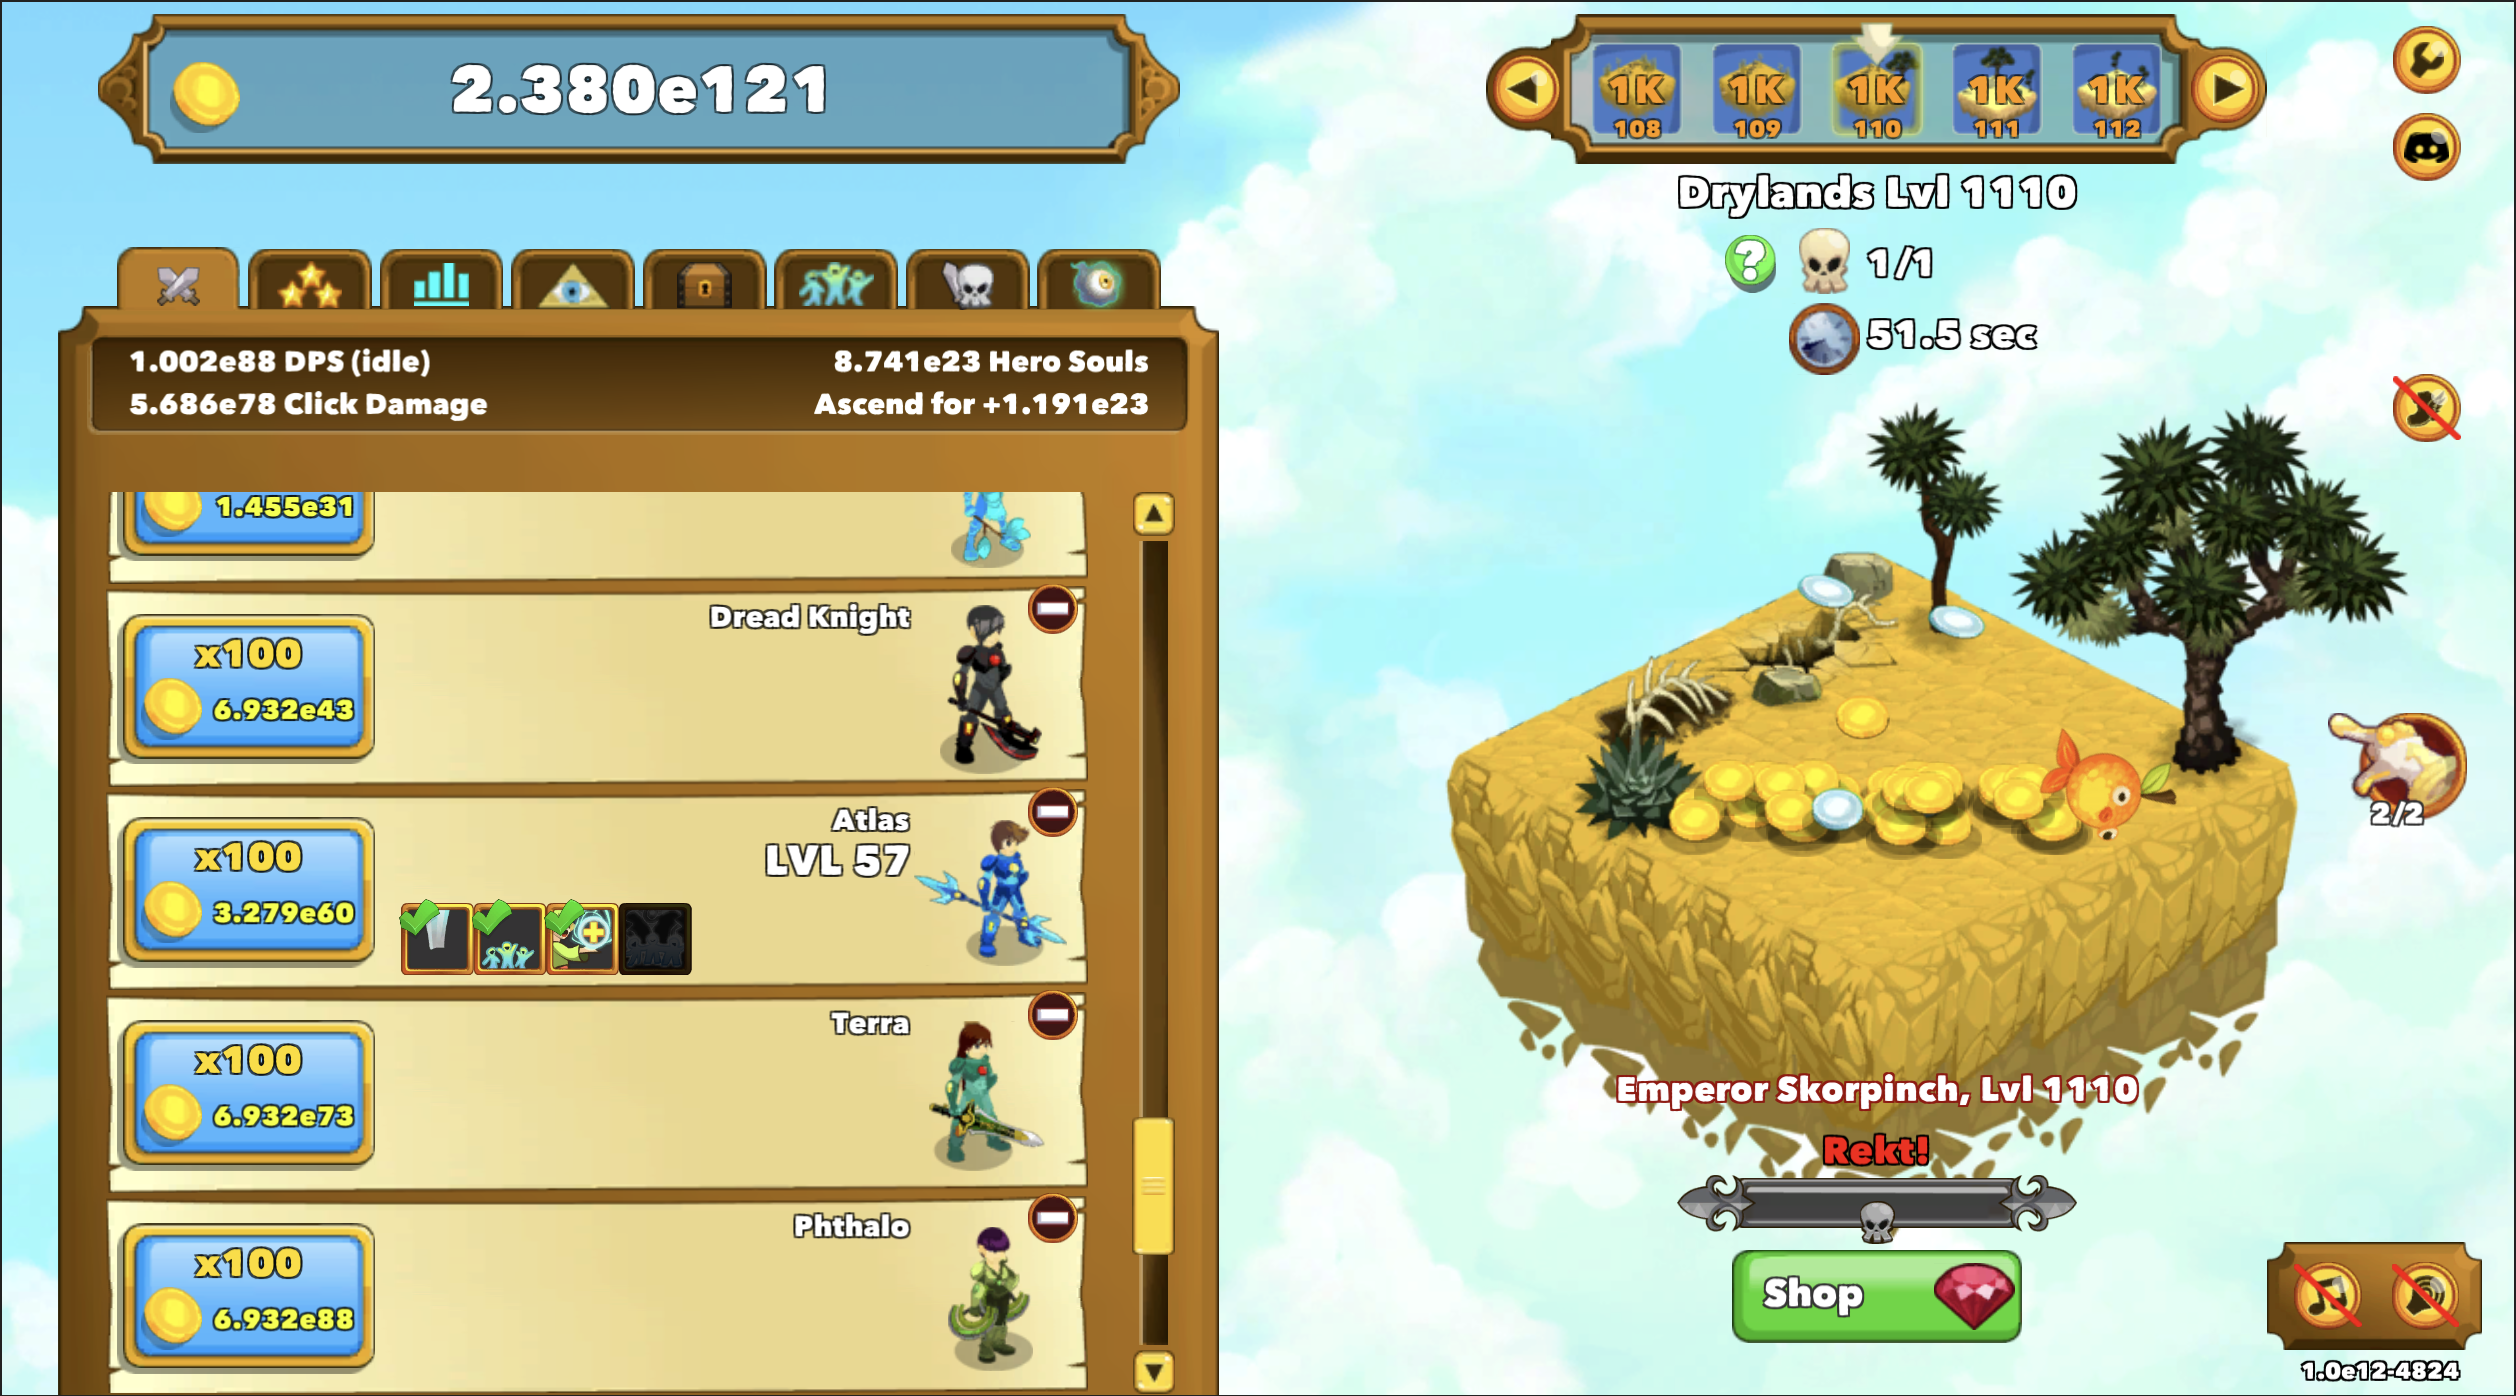 2.380e121
1K 1K 1K 1K 1K
108 109 110 111 112
Drylands Lvl 1110
?
1/1
51.5 sec
1.002e88 DPS (idle)
8.741e23 Hero Souls
5.686e78 Click Damage
Ascend for +1.191e23
1.455e31
Dread Knight
x100
6.932e43
Atlas
LVL 57
x100
3.279e60
Terra
x100
6.932e73
Phthalo
x100
6.932e88
2/2
Emperor Skorpinch, Lvl 1110
Rekt!
Shop
1.0e12-4824